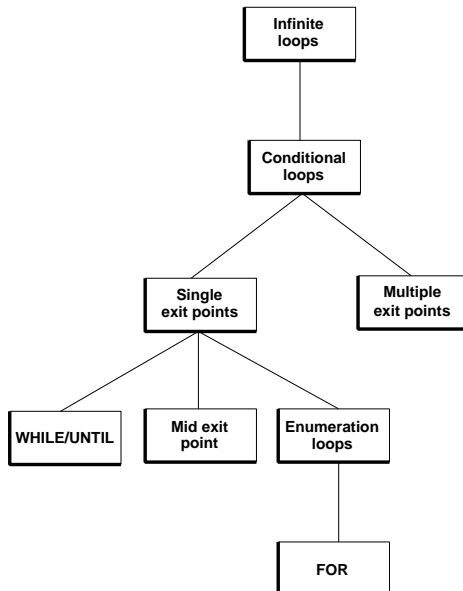 Infinite
loops
Conditional
loops
Single
exit points
Multiple
exit points
WHILE/UNTIL
Mid exit
point
Enumeration
loops
FOR